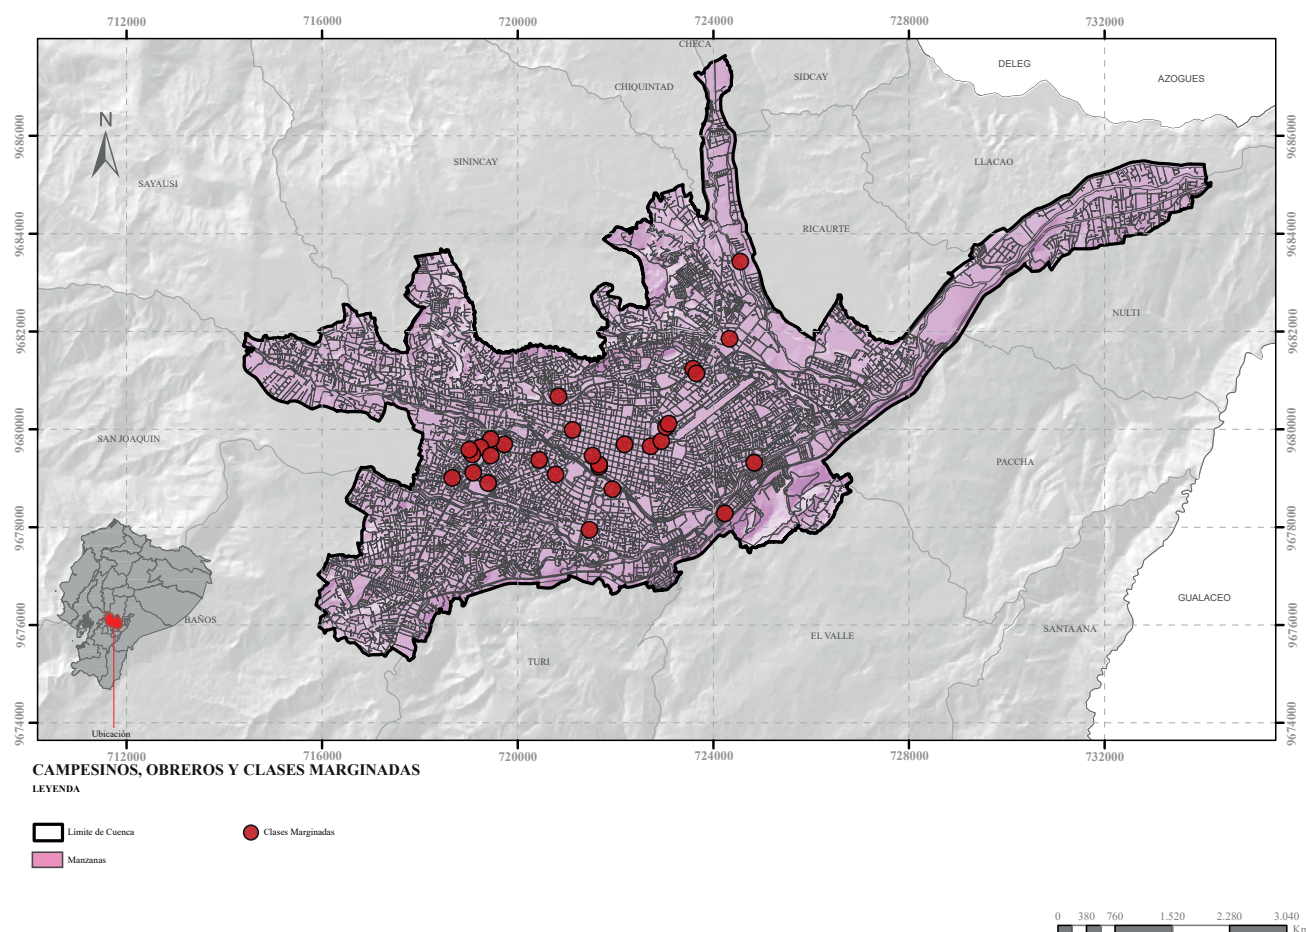 712000 716000 720000 724000 728000 732000
CHECA
DELEG
SIDCAY
AZOGUES
CHIQUINTAD
N
9686000 9686000
SININCAY
LLACAO
SAYAUSI
RICAURTE
9684000 9684000
NULTI
9682000 9682000
SAN JOAQUIN
9680000 9680000
PACCHA
9678000 9678000
GUALACEO
BAÑOS
9676000 9676000
SANTA ANA
EL VALLE
TURI
9674000 9674000
Ubicación
712000 716000 720000 724000 728000 732000
CAMPESINOS, OBREROS Y CLASES MARGINADAS
LEYENDA
Límite de Cuenca
Clases Marginadas
Manzanas
0 380 760 1.520 2.280 3.040